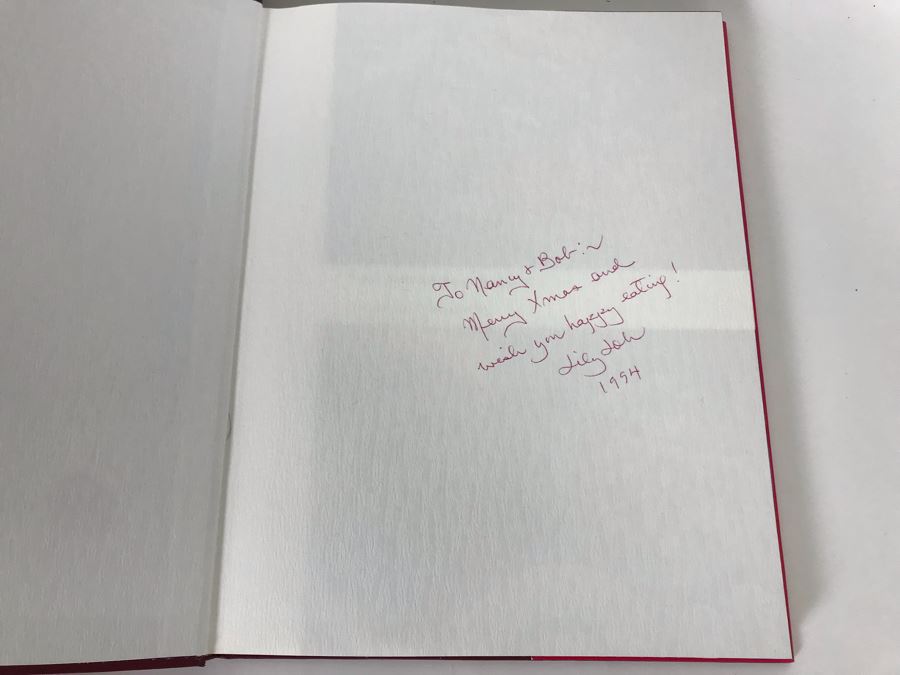 To Nancy & Bob:~
Merry Xmas and
wish you happy eating!
Lily Loh
1994